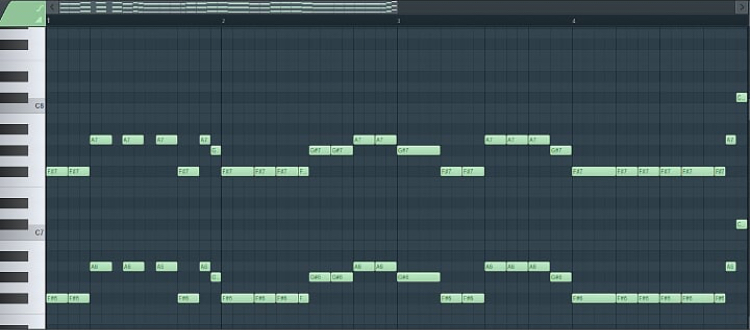 1 2 3 4
C..
C8
A7 A7 A7 A7 A7 A7 A7 A7 A7 A7
G.. G#7 G#7 G#7 G#7
F#7 F#7 F#7 F#7 F#7 F#7 F.. F#7 F#7 F#7 F#7 F#7 F#7 F#7 F#7
C..
C7
A6 A6 A6 A6 A6 A6 A6 A6 A6 A6
G.. G#6 G#6 G#6 G#6
F#6 F#6 F#6 F#6 F#6 F#6 F.. F#6 F#6 F#6 F#6 F#6 F#6 F#6 F#6